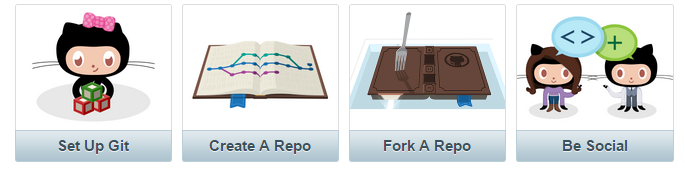 Set Up Git
Create A Repo
Fork A Repo
Be Social
< >
+